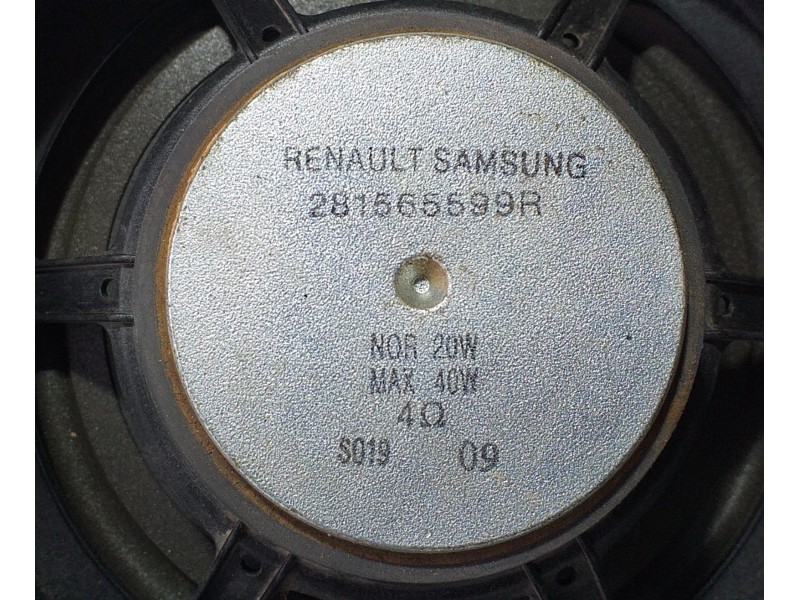 RENAULT SAMSUNG
281565599R
NOR 20W
MAX 40W
4Ω
S019 09